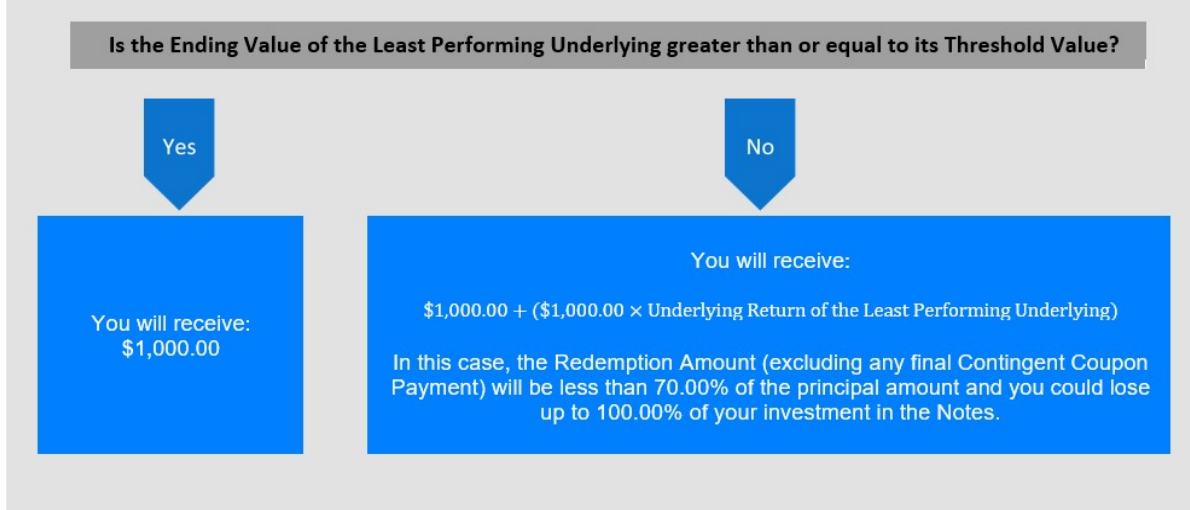 Is the Ending Value of the Least Performing Underlying greater than or equal to its Threshold Value?
Yes
No
You will receive:
$1,000.00
You will receive:
$1,000.00 + ($1,000.00 × Underlying Return of the Least Performing Underlying)
In this case, the Redemption Amount (excluding any final Contingent Coupon
Payment) will be less than 70.00% of the principal amount and you could lose
up to 100.00% of your investment in the Notes.